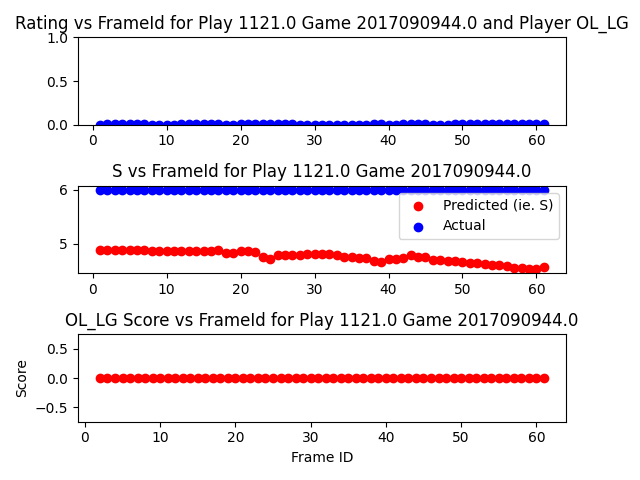 Rating vs FrameId for Play 1121.0 Game 2017090944.0 and Player OL_LG
1.0
0.5
0.0
0 10 20 30 40 50 60
S vs FrameId for Play 1121.0 Game 2017090944.0
6
Predicted (ie. S)
Actual
5
0 10 20 30 40 50 60
OL_LG Score vs FrameId for Play 1121.0 Game 2017090944.0
0.5
0.0
−0.5
Score
0 10 20 30 40 50 60
Frame ID